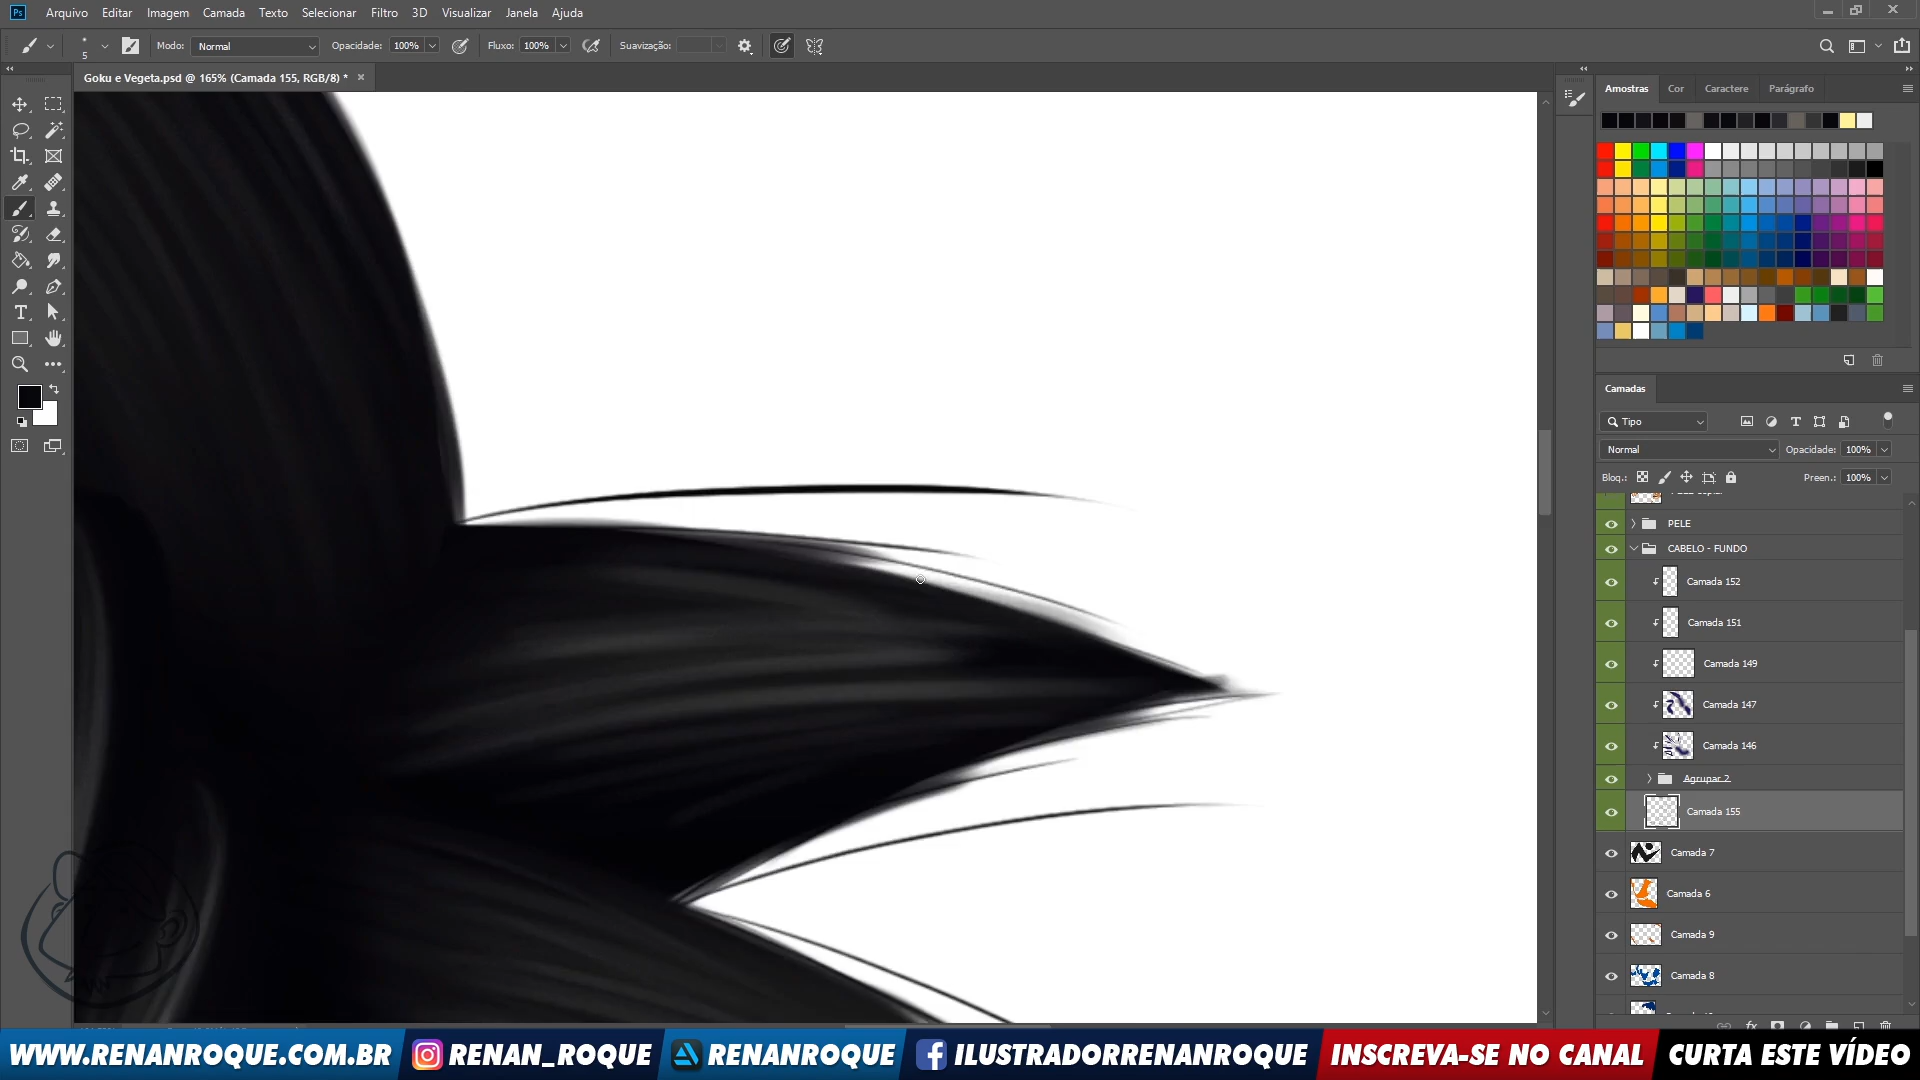 Ps Arquivo Editar Imagem Camada Texto Selecionar Filtro 3D Visualizar Janela Ajuda
5 Modo: Normal Opacidade: 100% Fluxo: 100% Suavização:
Goku e Vegeta.psd @ 165% (Camada 155, RGB/8) *
Amostras Cor Caractere Parágrafo
Camadas
Tipo
Normal Opacidade: 100%
Bloq.: Preen.: 100%
PELE
CABELO - FUNDO
Camada 152
Camada 151
Camada 149
Camada 147
Camada 146
Agrupar 2
Camada 155
Camada 7
Camada 6
Camada 9
Camada 8
WWW.RENANROQUE.COM.BR RENAN_ROQUE RENANROQUE ILUSTRADORRENANROQUE INSCREVA-SE NO CANAL CURTA ESTE VÍDEO